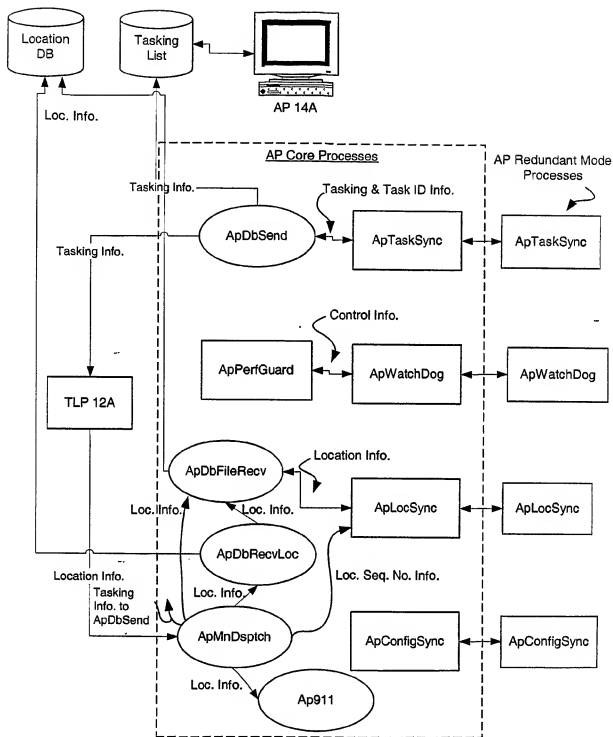 Location
DB
Tasking
List
AP 14A
Loc. Info.
AP Core Processes
AP Redundant Mode
Processes
Tasking Info.
Tasking & Task ID Info.
ApDbSend
ApTaskSync
ApTaskSync
Tasking Info.
Control Info.
ApPerfGuard
ApWatchDog
ApWatchDog
TLP 12A
Location Info.
ApDbFileRecv
Loc. Info.
Loc. Info.
ApLocSync
ApLocSync
ApDbRecvLoc
Loc. Seq. No. Info.
Loc. Info.
Location Info.
Tasking
Info. to
ApDbSend
ApMnDsptch
ApConfigSync
ApConfigSync
Loc. Info.
Ap911